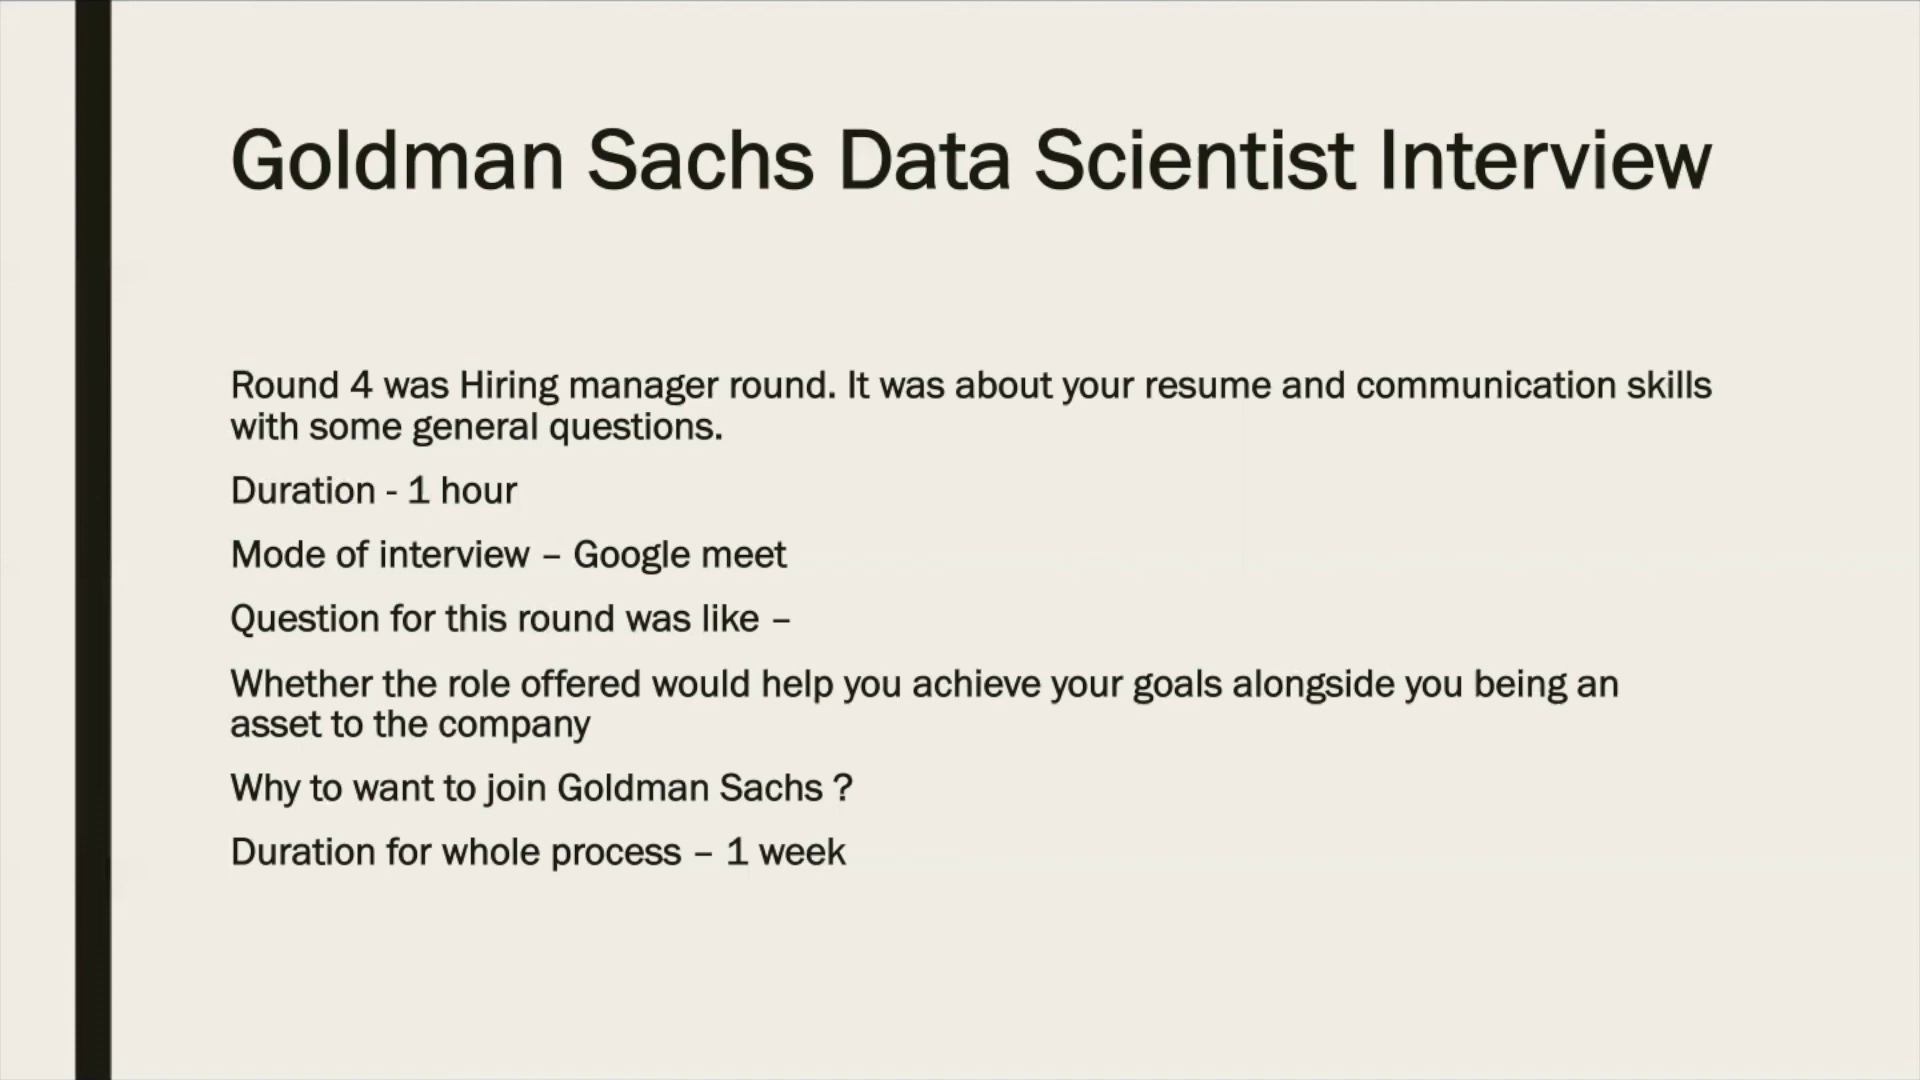 Goldman Sachs Data Scientist Interview
Round 4 was Hiring manager round. It was about your resume and communication skills
with some general questions.
Duration - 1 hour
Mode of interview – Google meet
Question for this round was like –
Whether the role offered would help you achieve your goals alongside you being an
asset to the company
Why to want to join Goldman Sachs ?
Duration for whole process – 1 week